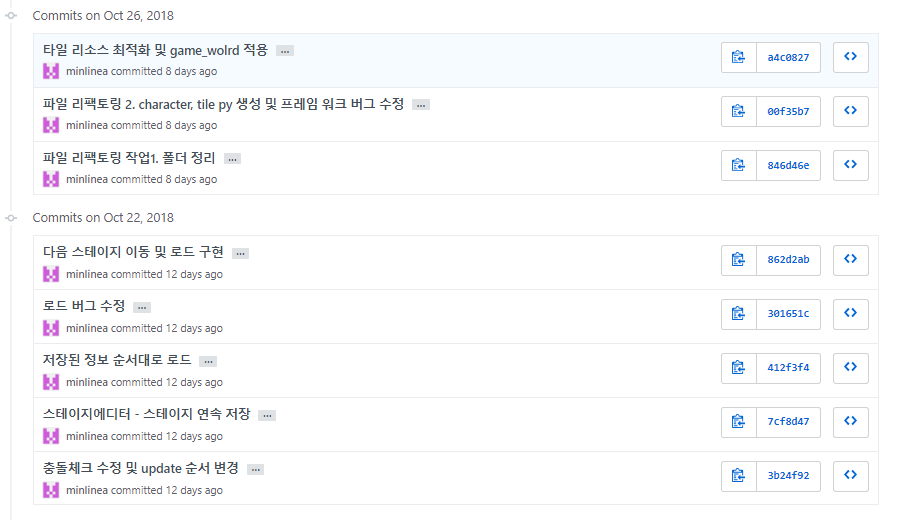 Commits on Oct 26, 2018
타일 리소스 최적화 및 game_wolrd 적용 ...
a4c0827
minlinea committed 8 days ago
파일 리팩토링 2. character, tile py 생성 및 프레임 워크 버그 수정 ...
00f35b7
minlinea committed 8 days ago
파일 리팩토링 작업1. 폴더 정리 ...
846d46e
minlinea committed 8 days ago
Commits on Oct 22, 2018
다음 스테이지 이동 및 로드 구현 ...
862d2ab
minlinea committed 12 days ago
로드 버그 수정 ...
301651c
minlinea committed 12 days ago
저장된 정보 순서대로 로드 ...
412f3f4
minlinea committed 12 days ago
스테이지에디터 - 스테이지 연속 저장 ...
7cf8d47
minlinea committed 12 days ago
충돌체크 수정 및 update 순서 변경 ...
3b24f92
minlinea committed 12 days ago